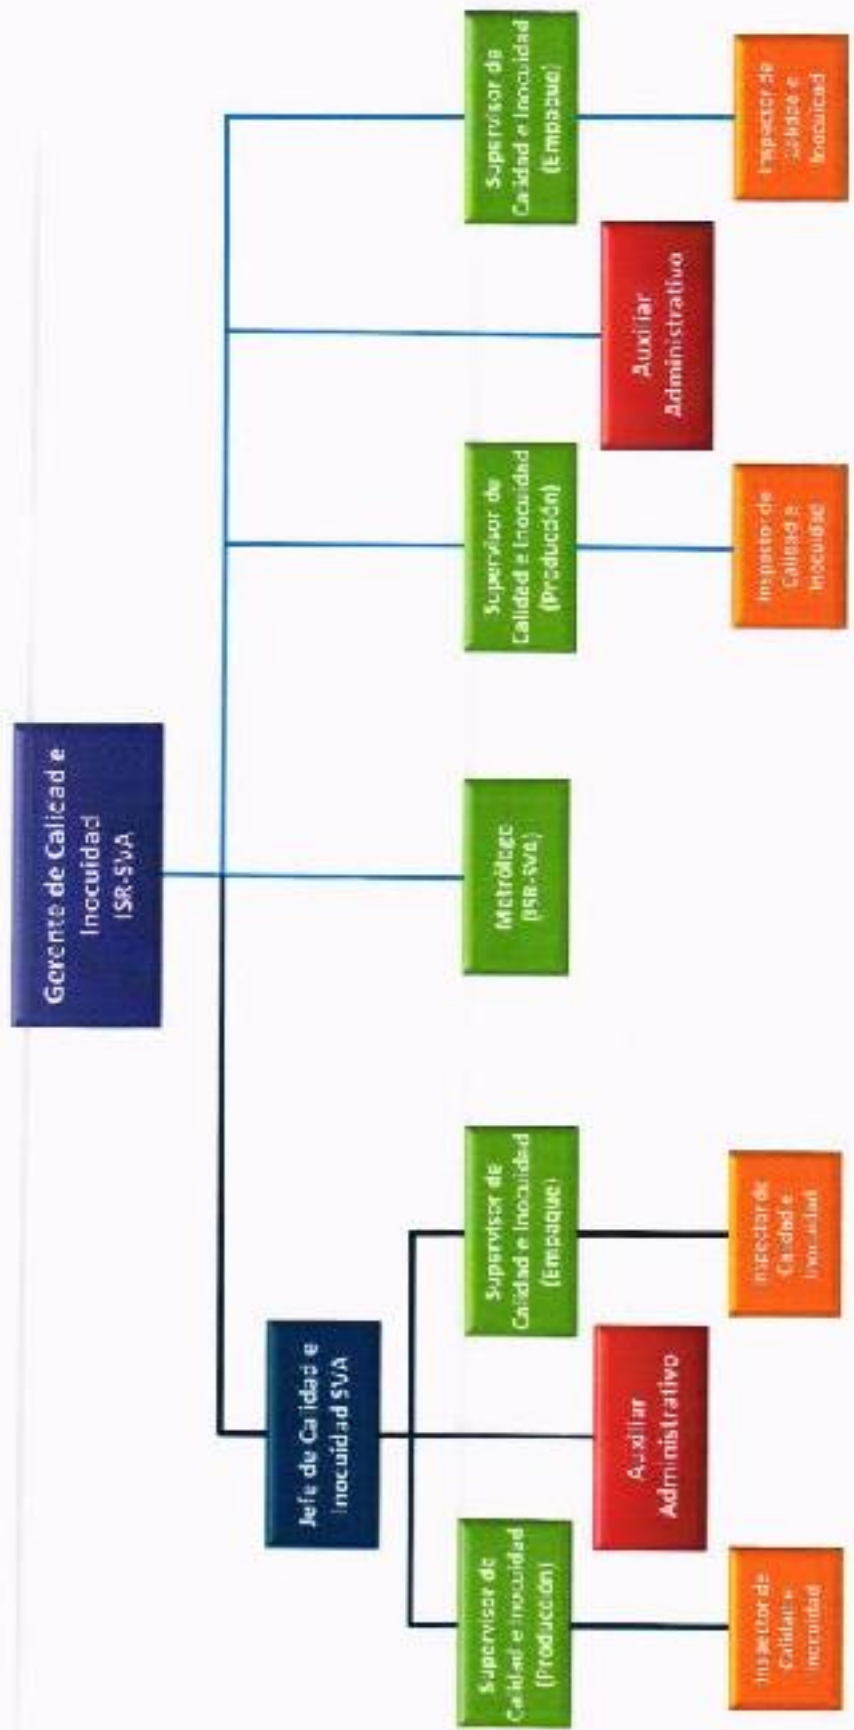 Gerente de Calidad e
Inocuidad
ISR-SVA
Jefe de Calidad e
Inocuidad SVA
Supervisor de
Calidad e Inocuidad
(Producción)
Auxiliar
Administrativo
Supervisor de
Calidad e Inocuidad
(Empaque)
Metrólogo
(ISR-SVA)
Supervisor de
Calidad e Inocuidad
(Producción)
Auxiliar
Administrativo
Supervisor de
Calidad e Inocuidad
(Empaque)
Inspector de
Calidad e
Inocuidad
Inspector de
Calidad e
Inocuidad
Inspector de
Calidad e
Inocuidad
Inspector de
Calidad e
Inocuidad